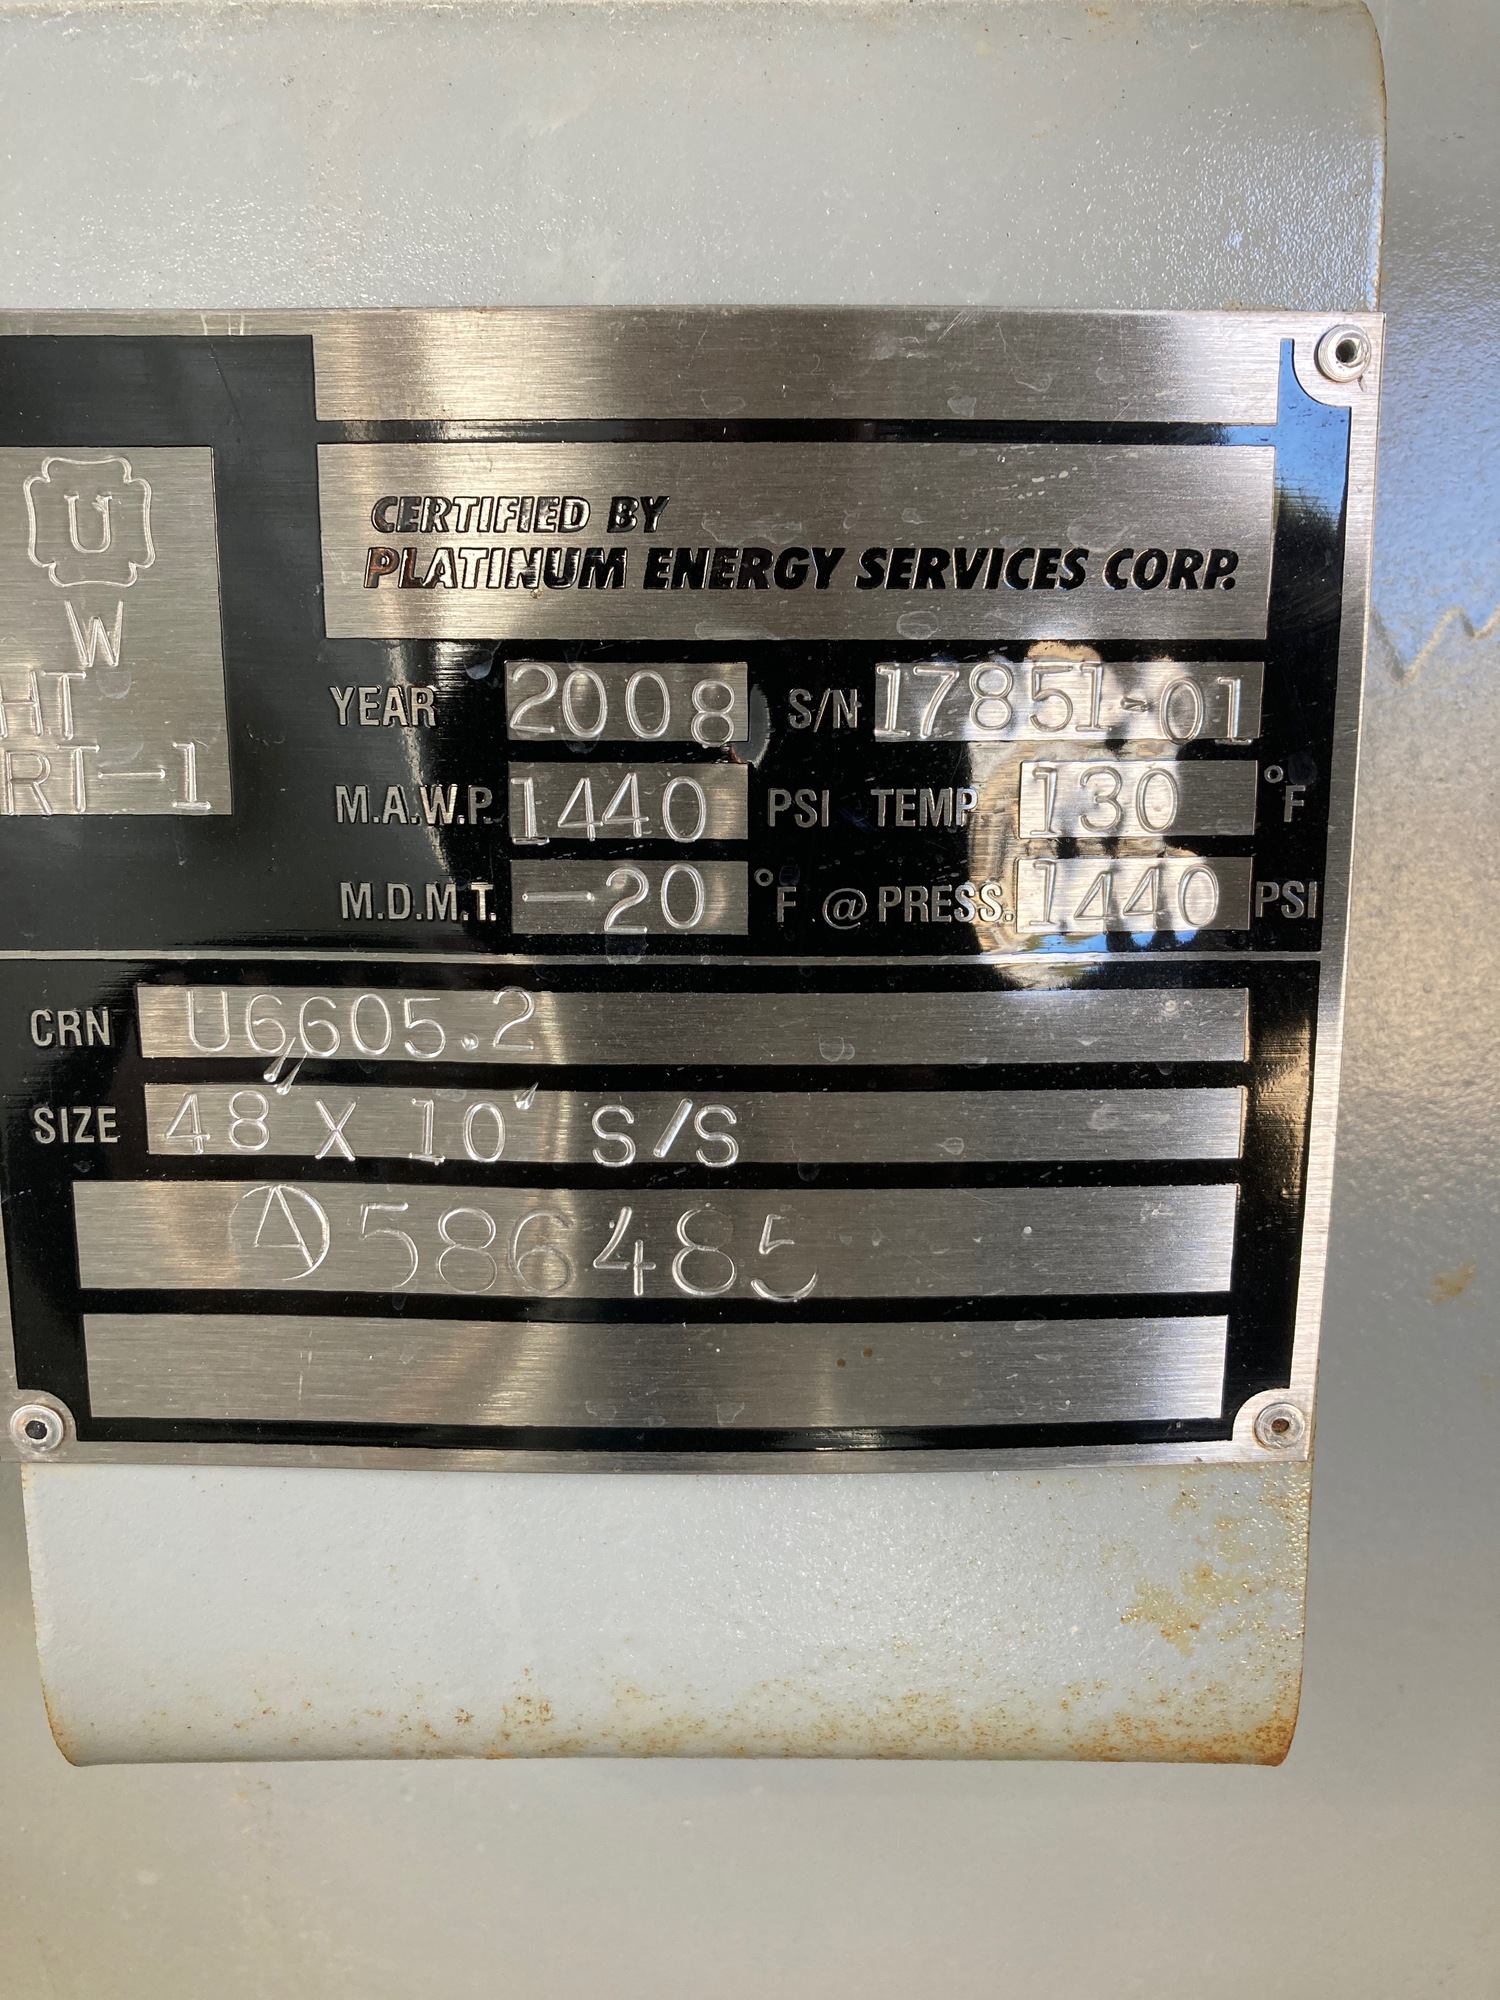 U
W
HT
RT-1
CERTIFIED BY
PLATINUM ENERGY SERVICES CORP.
YEAR 2008 S/N 17851-01
M.A.W.P. 1440 PSI TEMP. 130 °F
M.D.M.T. -20 °F @ PRESS. 1440 PSI
CRN U6605.2
SIZE 48" X 10' S/S
Ⓐ586485